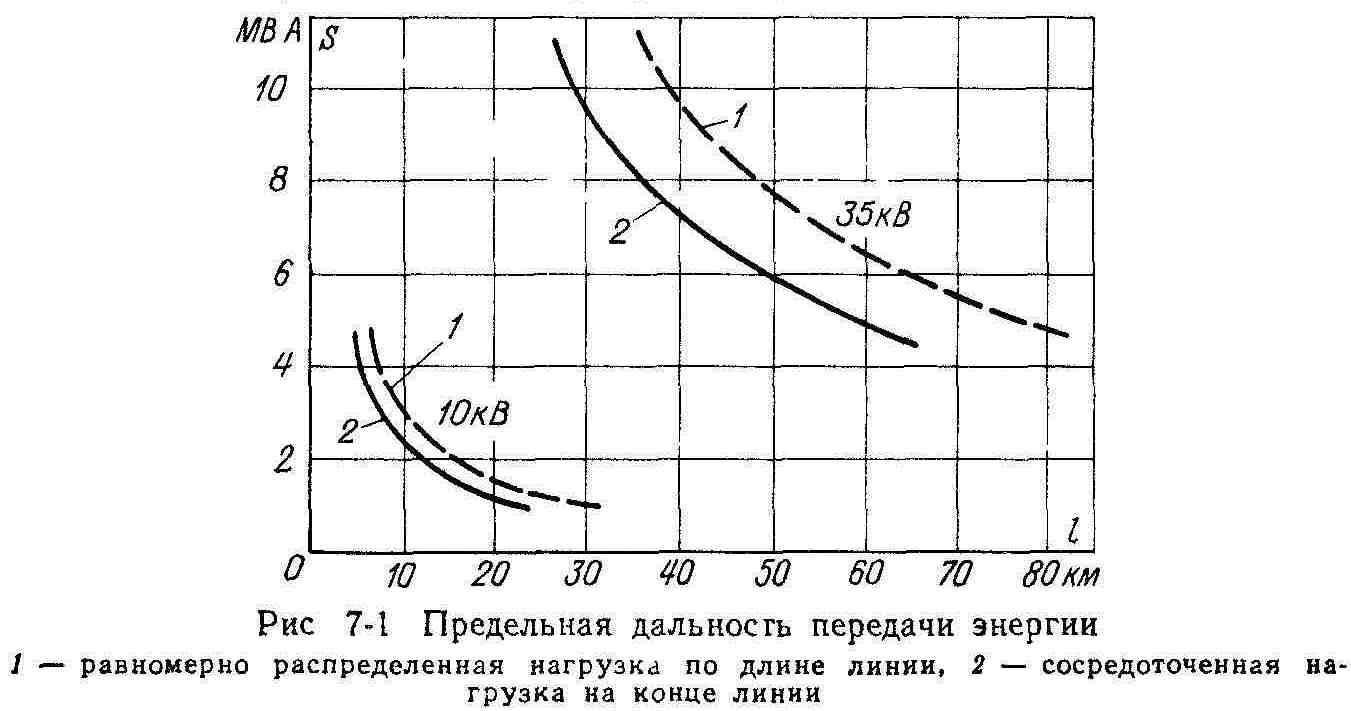 МВ А S
10
1
8
35кВ
2
6
1
4
10кВ
2
2
l
0 10 20 30 40 50 60 70 80 км
Рис 7-1 Предельная дальность передачи энергии
1 — равномерно распределенная нагрузка по длине линии, 2 — сосредоточенная на-
грузка на конце линии